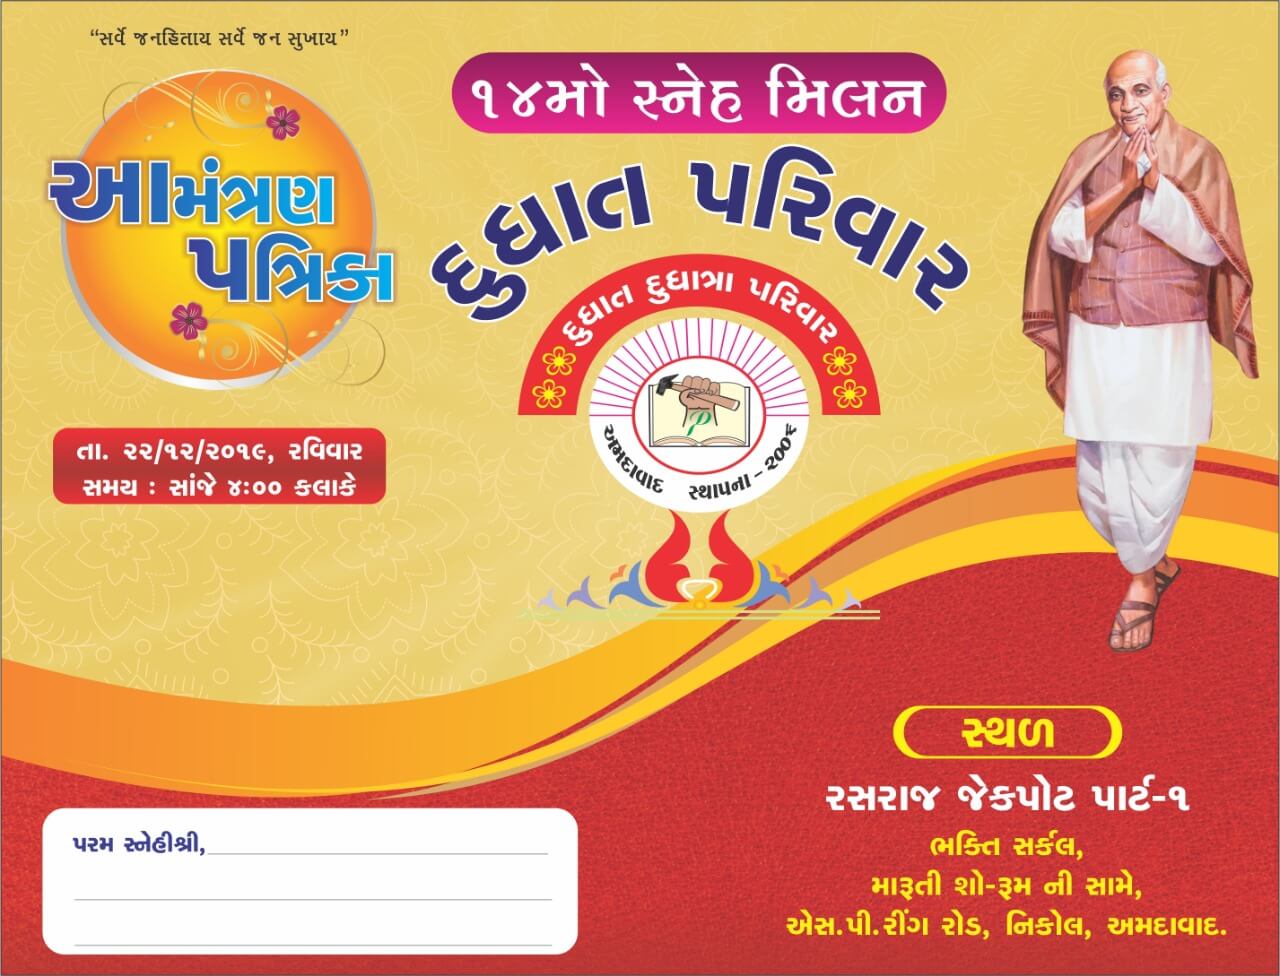 “સર્વે જનહિતાય સર્વે જન સુખાય”
આમંત્રણ
પત્રિકા
તા. ૨૨/૧૨/૨૦૧૯, રવિવાર
સમય : સાંજે ૪:૦૦ કલાકે
૧૪મો સ્નેહ મિલન
દુધાત પરિવાર
દુધાત દુધાત્રા પરિવાર
P
અમદાવાદ સ્થાપના - ૨૦૦૬
સ્થળ
રસરાજ જેકપોટ પાર્ટ-૧
ભક્તિ સર્કલ,
મારૂતી શો-રૂમ ની સામે,
એસ.પી.રીંગ રોડ, નિકોલ, અમદાવાદ.
પરમ સ્નેહીશ્રી,